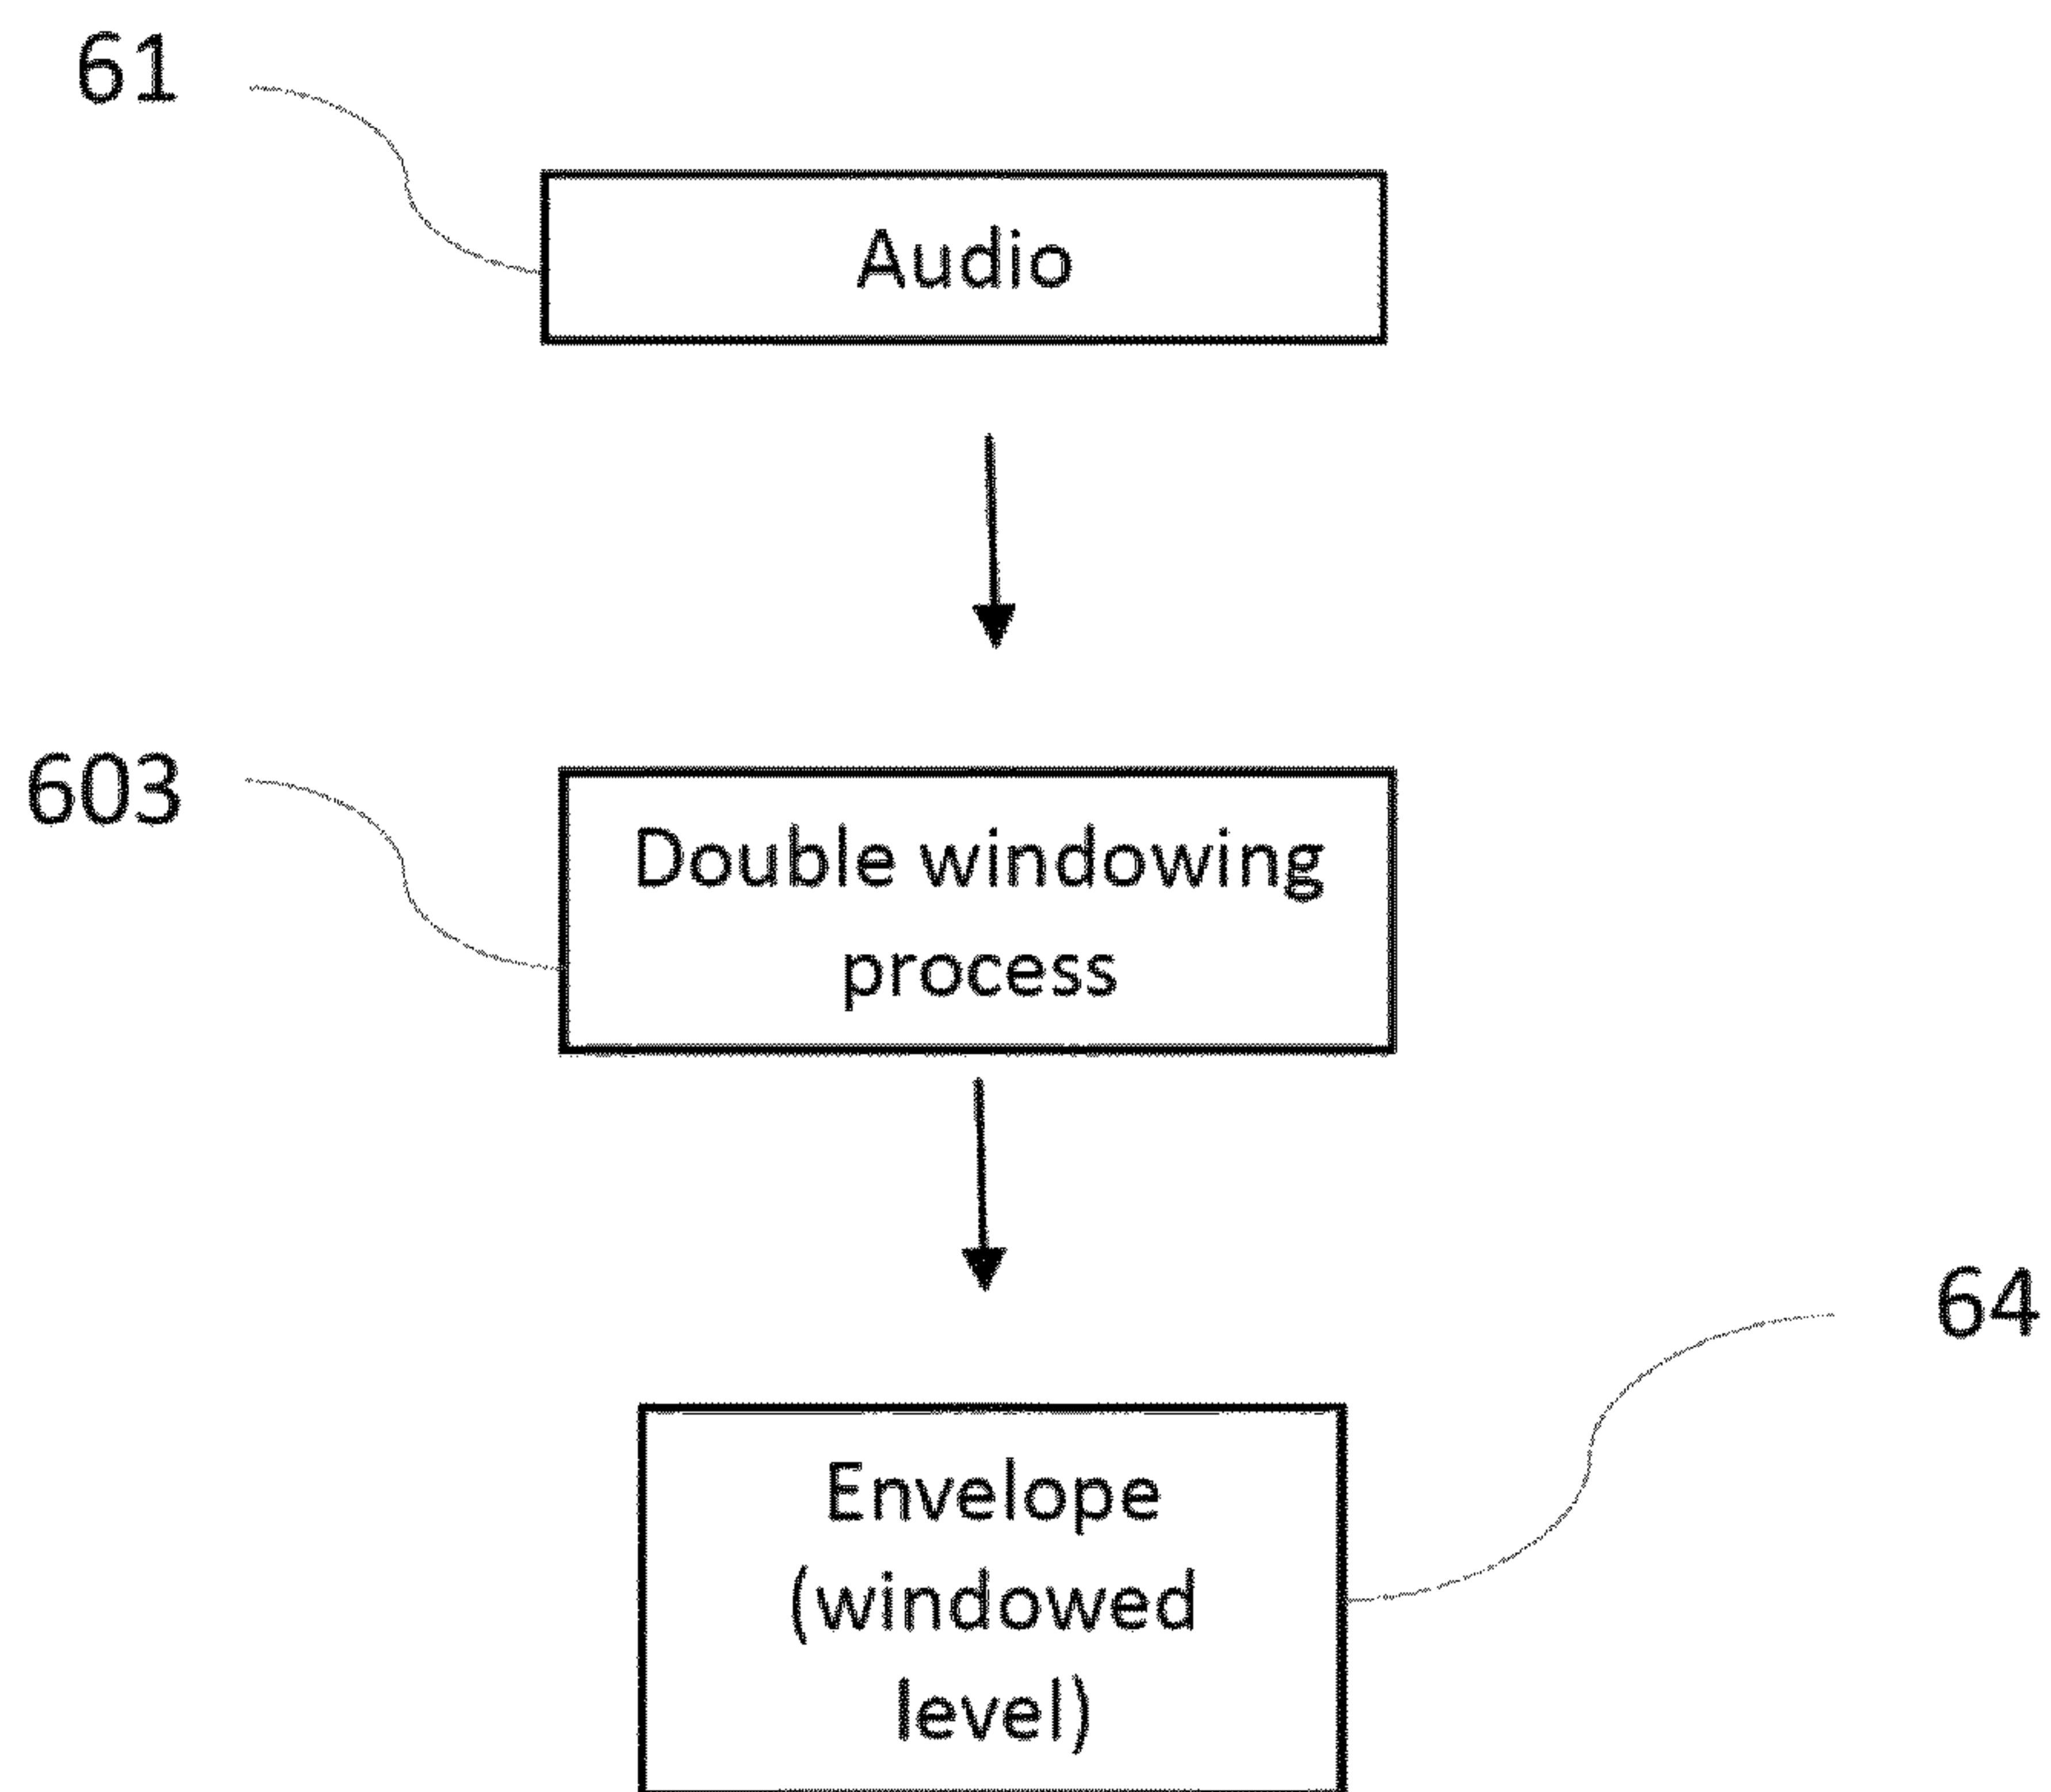 61
Audio
603
Double windowing
process
64
Envelope
(windowed
level)